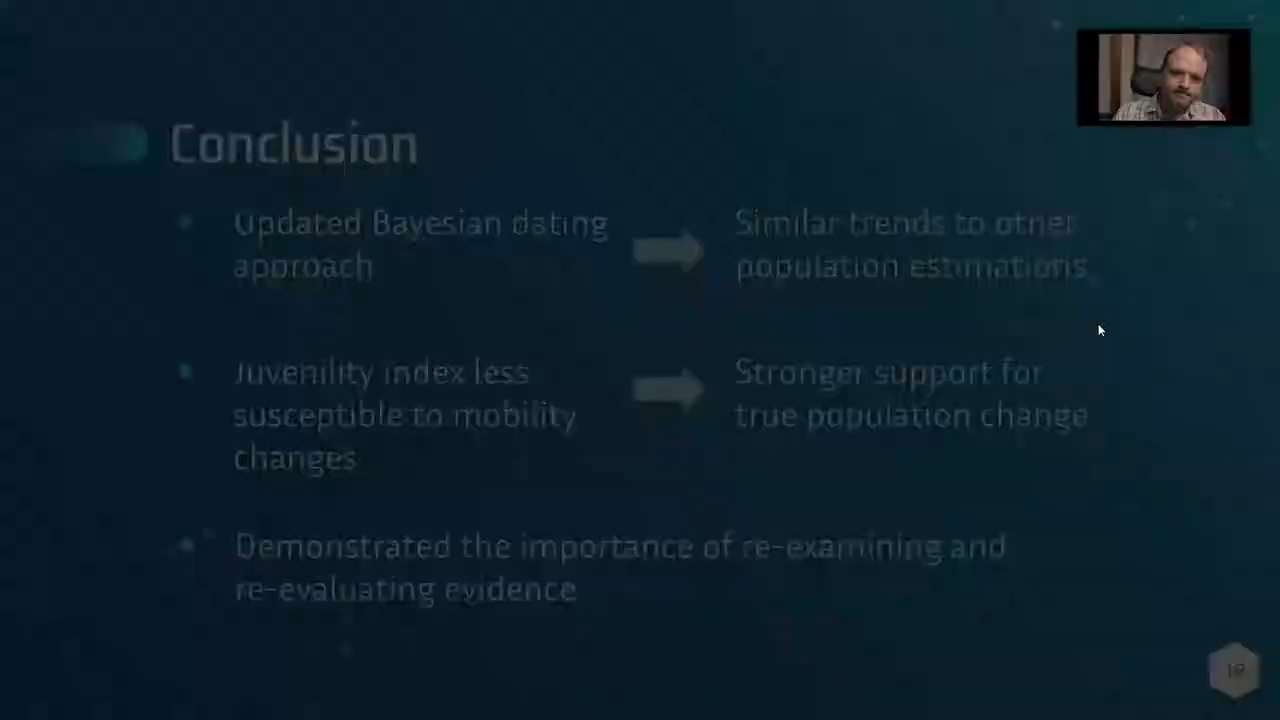 Conclusion
Updated Bayesian dating
approach
Similar trends to other
population estimations
Juvenility index less
susceptible to mobility
changes
Stronger support for
true population change
Demonstrated the importance of re-examining and
re-evaluating evidence
19